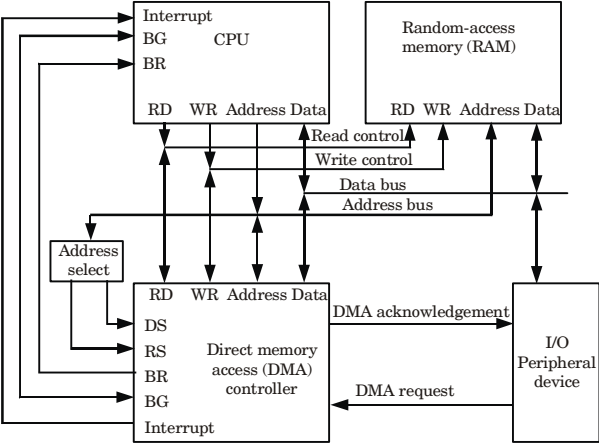 Interrupt
BG
CPU
BR
RD WR Address Data
Random-access
memory (RAM)
RD WR Address Data
Read control
Write control
Data bus
Address bus
Address
select
RD WR Address Data
DS
RS
BR
BG
Interrupt
Direct memory
access (DMA)
controller
DMA acknowledgement
DMA request
I/O
Peripheral
device